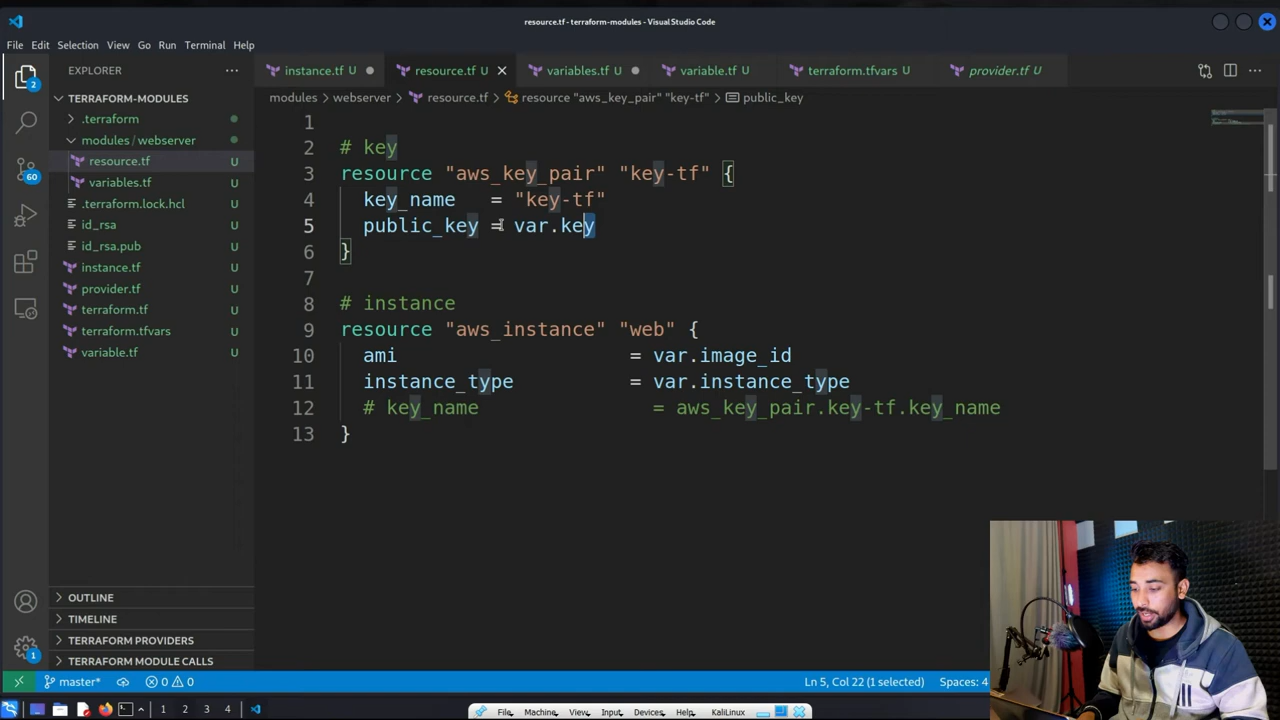 resource.tf - terraform-modules - Visual Studio Code
File Edit Selection View Go Run Terminal Help
EXPLORER ...
instance.tf U
resource.tf U
variables.tf U
variable.tf U
terraform.tfvars U
provider.tf U
modules > webserver > resource.tf > resource "aws_key_pair" "key-tf" > public_key
TERRAFORM-MODULES
.terraform
modules/webserver
resource.tf U
variables.tf U
.terraform.lock.hcl U
id_rsa U
id_rsa.pub U
instance.tf U
provider.tf U
terraform.tf U
terraform.tfvars U
variable.tf U
OUTLINE
TIMELINE
TERRAFORM PROVIDERS
TERRAFORM MODULE CALLS
2
60
1
1
2 # key
3 resource "aws_key_pair" "key-tf" {
4 key_name = "key-tf"
5 public_key = var.key
6 }
7
8 # instance
9 resource "aws_instance" "web" {
10 ami = var.image_id
11 instance_type = var.instance_type
12 # key_name = aws_key_pair.key-tf.key_name
13 }
master* 0 0 Ln 5, Col 22 (1 selected) Spaces: 4
1 2 3 4
File Machine View Input Devices Help KaliLinux